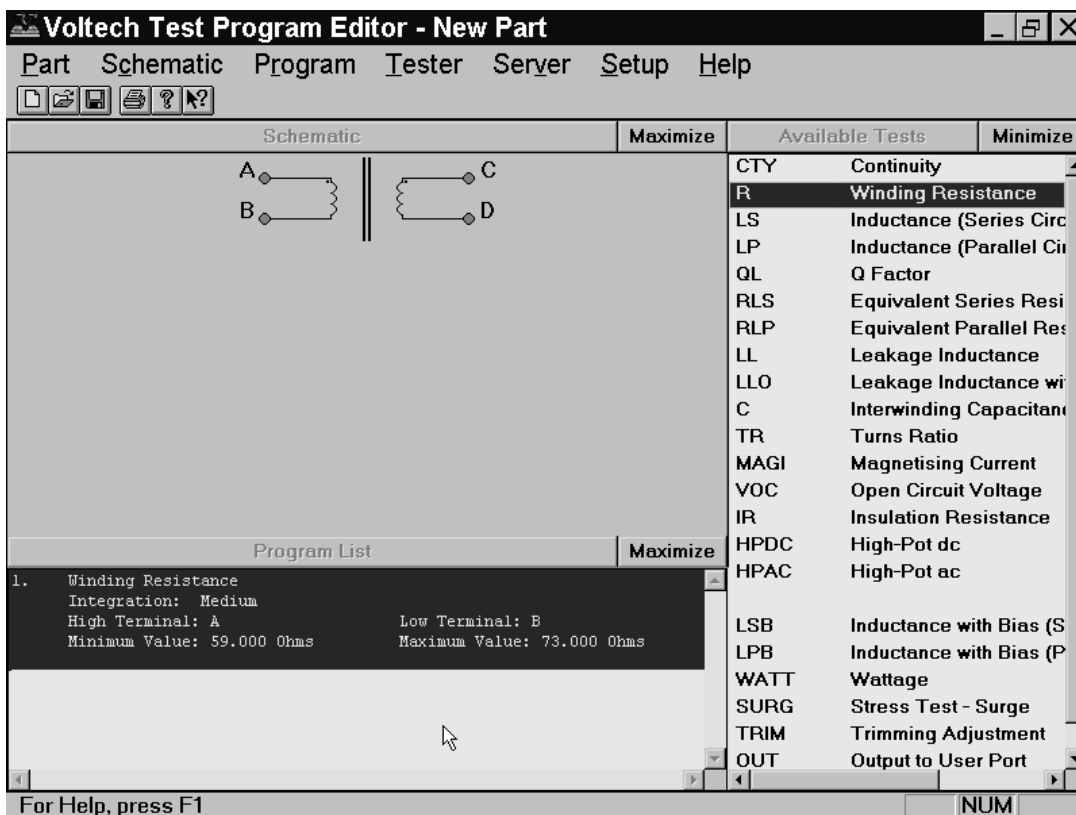 Voltech Test Program Editor - New Part
Part Schematic Program Tester Server Setup Help
Schematic Maximize
Available Tests Minimize
A
B
C
D
CTY Continuity
R Winding Resistance
LS Inductance (Series Circ
LP Inductance (Parallel Cir
QL Q Factor
RLS Equivalent Series Resi
RLP Equivalent Parallel Res
LL Leakage Inductance
LLO Leakage Inductance wi
C Interwinding Capacitan
TR Turns Ratio
MAGI Magnetising Current
VOC Open Circuit Voltage
IR Insulation Resistance
HPDC High-Pot dc
HPAC High-Pot ac
LSB Inductance with Bias (S
LPB Inductance with Bias (P
WATT Wattage
SURG Stress Test - Surge
TRIM Trimming Adjustment
OUT Output to User Port
Program List Maximize
1. Winding Resistance
Integration: Medium
High Terminal: A Low Terminal: B
Minimum Value: 59.000 Ohms Maximum Value: 73.000 Ohms
For Help, press F1
NUM